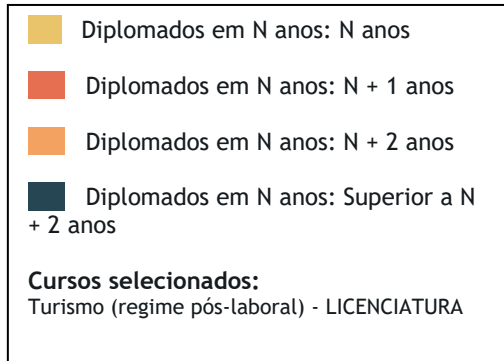 Diplomados em N anos: N anos
Diplomados em N anos: N + 1 anos
Diplomados em N anos: N + 2 anos
Diplomados em N anos: Superior a N
+ 2 anos
Cursos selecionados:
Turismo (regime pós-laboral) - LICENCIATURA